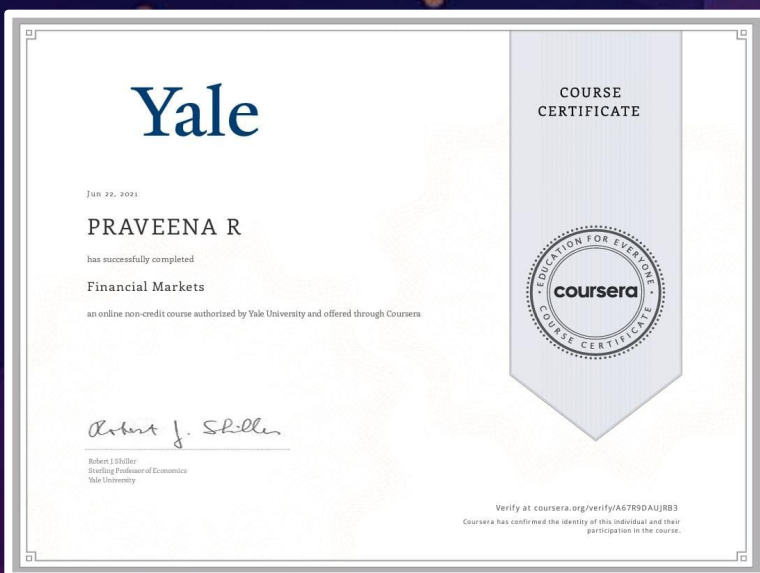 Yale
COURSE
CERTIFICATE
Jun 22, 2021
PRAVEENA R
has successfully completed
Financial Markets
an online non-credit course authorized by Yale University and offered through Coursera
EDUCATION FOR EVERYONE
coursera
COURSE CERTIFICATE
Robert J. Shiller
Robert J. Shiller
Sterling Professor of Economics
Yale University
Verify at coursera.org/verify/A67R9DAUJRB3
Coursera has confirmed the identity of this individual and their
participation in the course.